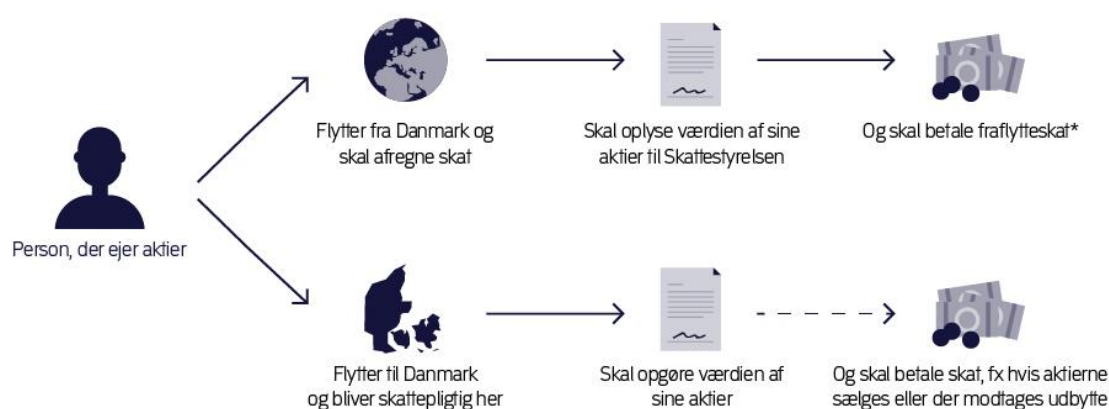 Flytter fra Danmark og
skal afregne skat
Skal oplyse værdien af sine
aktier til Skattestyrelsen
Og skal betale fraflytteskat*
Person, der ejer aktier
Flytter til Danmark
og bliver skattepligtig her
Skal opgøre værdien af
sine aktier
Og skal betale skat, fx hvis aktierne
sælges eller der modtages udbytte